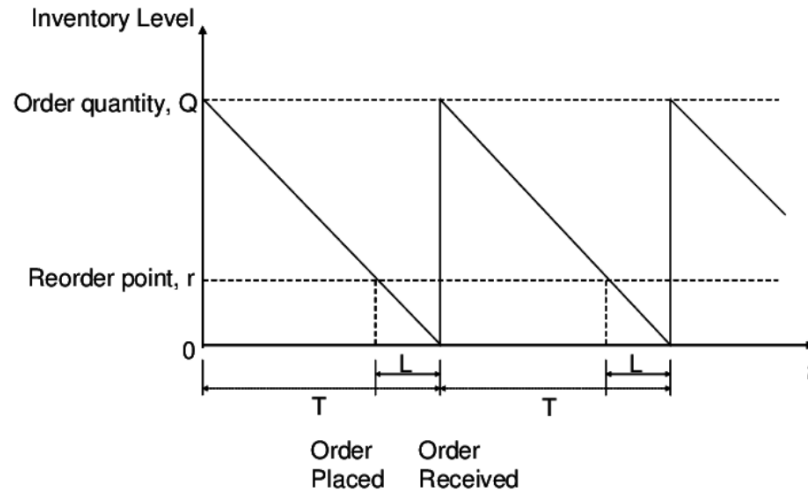 Inventory Level
Order quantity, Q
Reorder point, r
0
L
L
T
T
Order
Placed
Order
Received